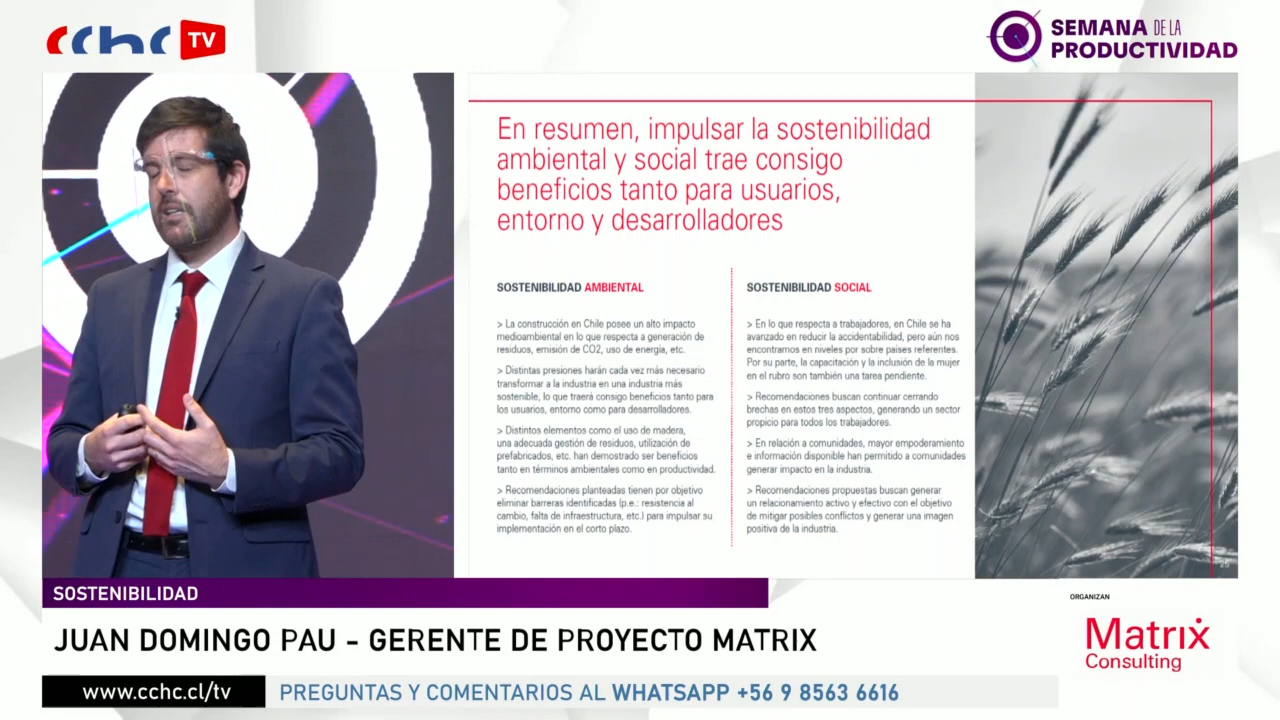 cchc TV
SEMANA DE LA
PRODUCTIVIDAD
En resumen, impulsar la sostenibilidad
ambiental y social trae consigo
beneficios tanto para usuarios,
entorno y desarrolladores
SOSTENIBILIDAD AMBIENTAL
> La construcción en Chile posee un alto impacto
medioambiental en lo que respecta a generación de
residuos, emisión de CO2, uso de energía, etc.
> Distintas presiones harán cada vez más necesario
transformar a la industria en una industria más
sostenible, lo que traerá consigo beneficios tanto para
los usuarios, entorno como para desarrolladores.
> Distintos elementos como el uso de madera,
una adecuada gestión de residuos, utilización de
prefabricados, etc. han demostrado ser beneficios
tanto en términos ambientales como en productividad.
> Recomendaciones planteadas tienen por objetivo
eliminar barreras identificadas (p.e.: resistencia al
cambio, falta de infraestructura, etc.) para impulsar su
implementación en el corto plazo.
SOSTENIBILIDAD SOCIAL
> En lo que respecta a trabajadores, en Chile se ha
avanzado en reducir la accidentabilidad, pero aún nos
encontramos en niveles por sobre países referentes.
Por su parte, la capacitación y la inclusión de la mujer
en el rubro son también una tarea pendiente.
> Recomendaciones buscan continuar cerrando
brechas en estos tres aspectos, generando un sector
propicio para todos los trabajadores.
> En relación a comunidades, mayor empoderamiento
e información disponible han permitido a comunidades
generar impacto en la industria.
> Recomendaciones propuestas buscan generar
un relacionamiento activo y efectivo con el objetivo
de mitigar posibles conflictos y generar una imagen
positiva de la industria.
25
SOSTENIBILIDAD
JUAN DOMINGO PAU - GERENTE DE PROYECTO MATRIX
ORGANIZAN
Matrix
Consulting
www.cchc.cl/tv
PREGUNTAS Y COMENTARIOS AL WHATSAPP +56 9 8563 6616